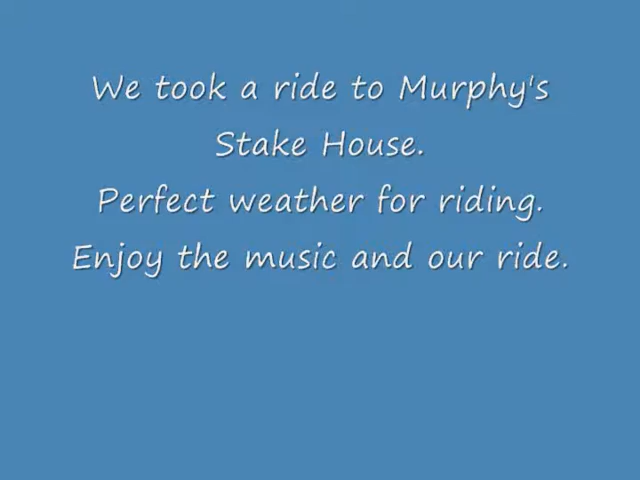 We took a ride to Murphy's
Stake House.
Perfect weather for riding.
Enjoy the music and our ride.